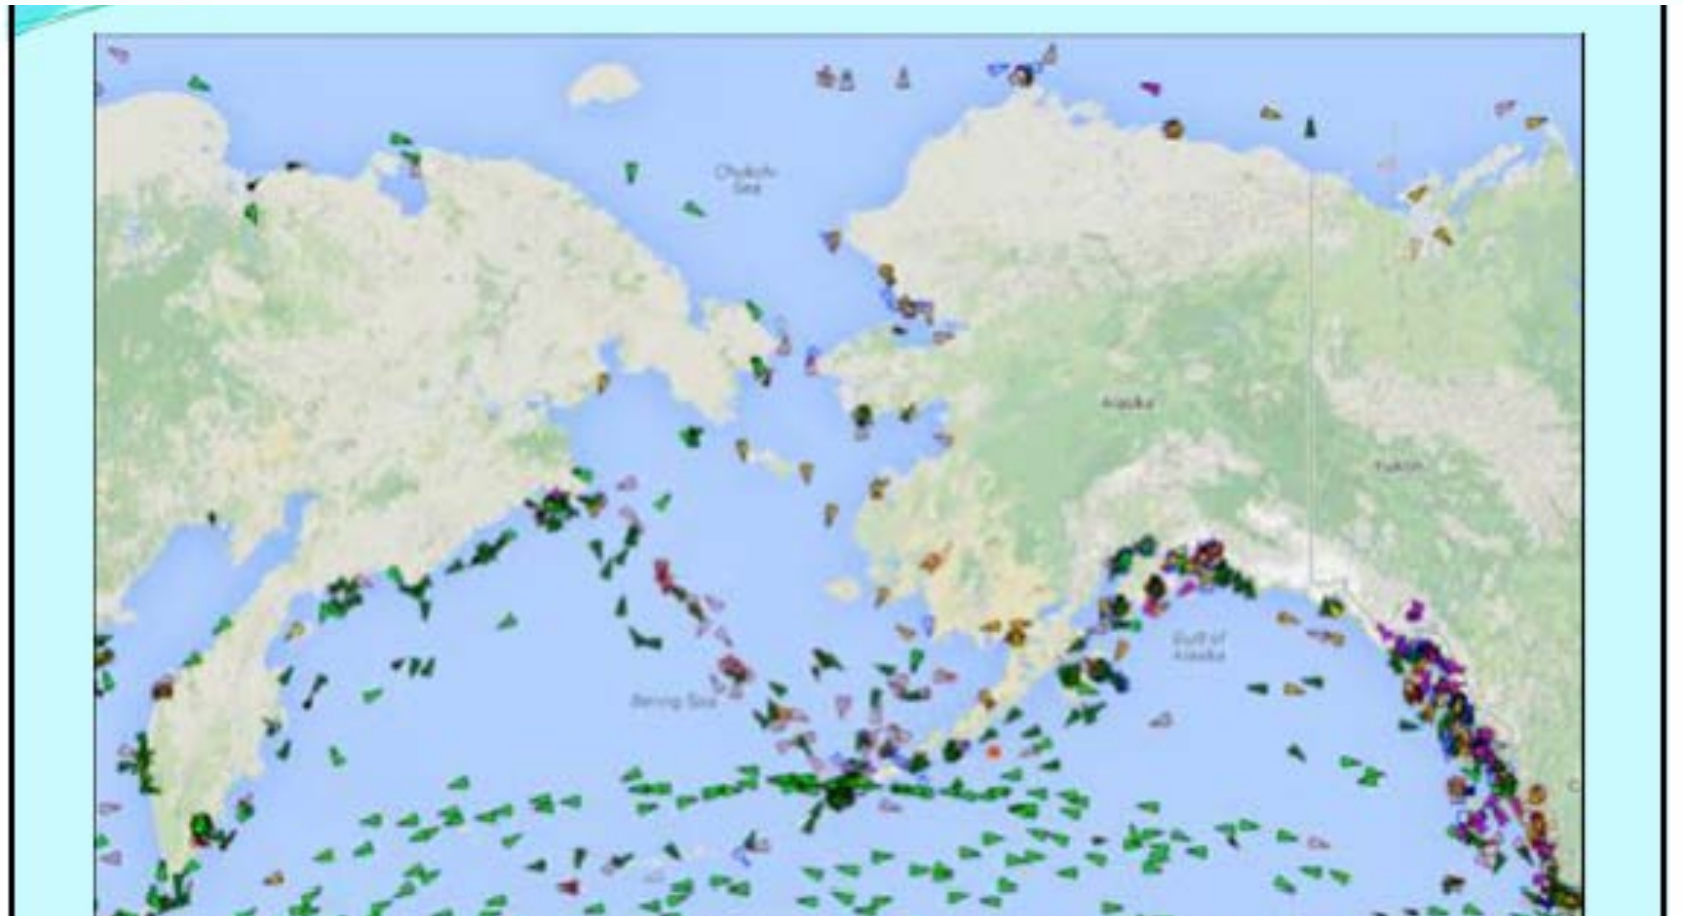 Chukchi
Sea
Alaska
Yukon
Gulf of
Alaska
Bering Sea